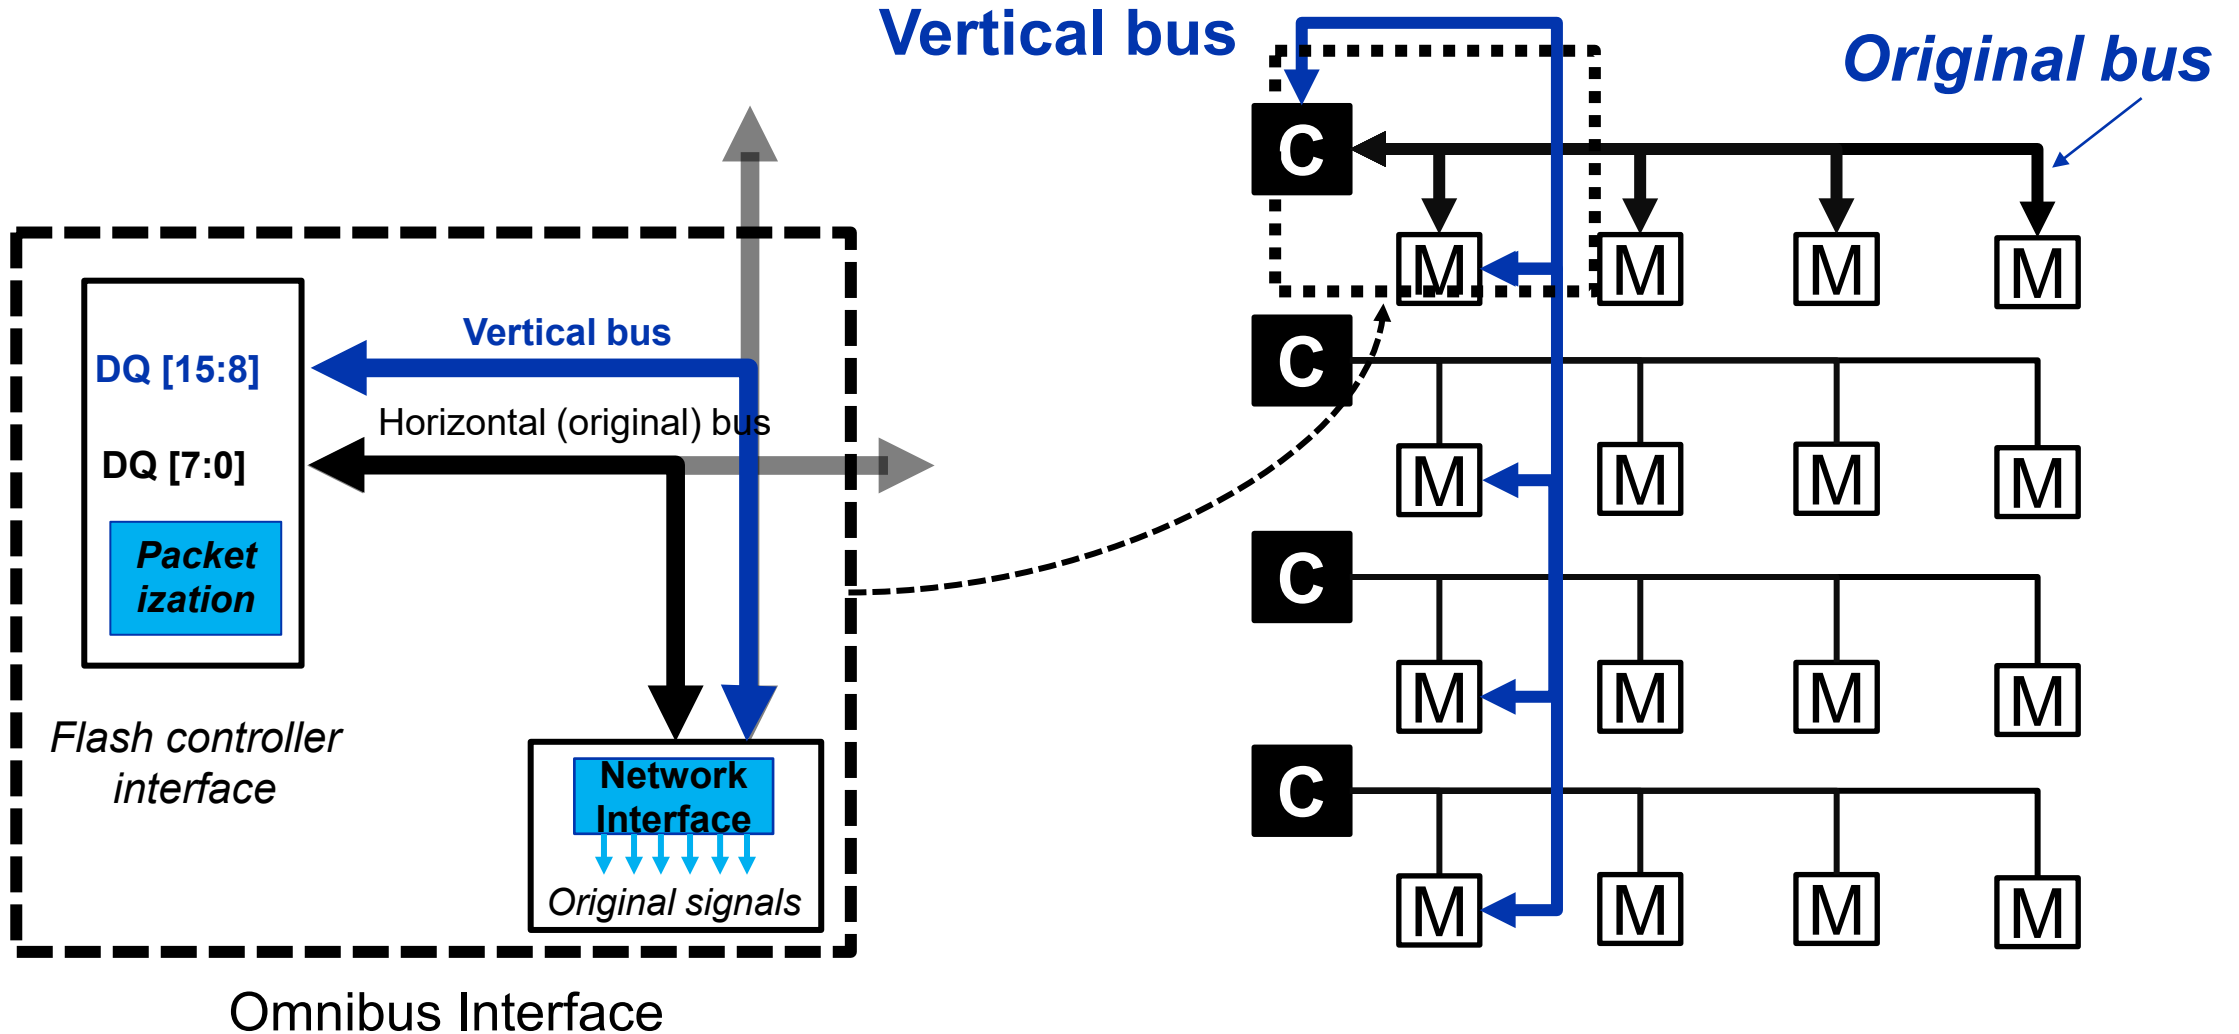 Vertical bus
Original bus
C
M M M M
C
M M M M
C
M M M M
C
M M M M
Vertical bus
DQ [15:8]
Horizontal (original) bus
DQ [7:0]
Packet
ization
Flash controller
interface
Network
Interface
Original signals
Omnibus Interface